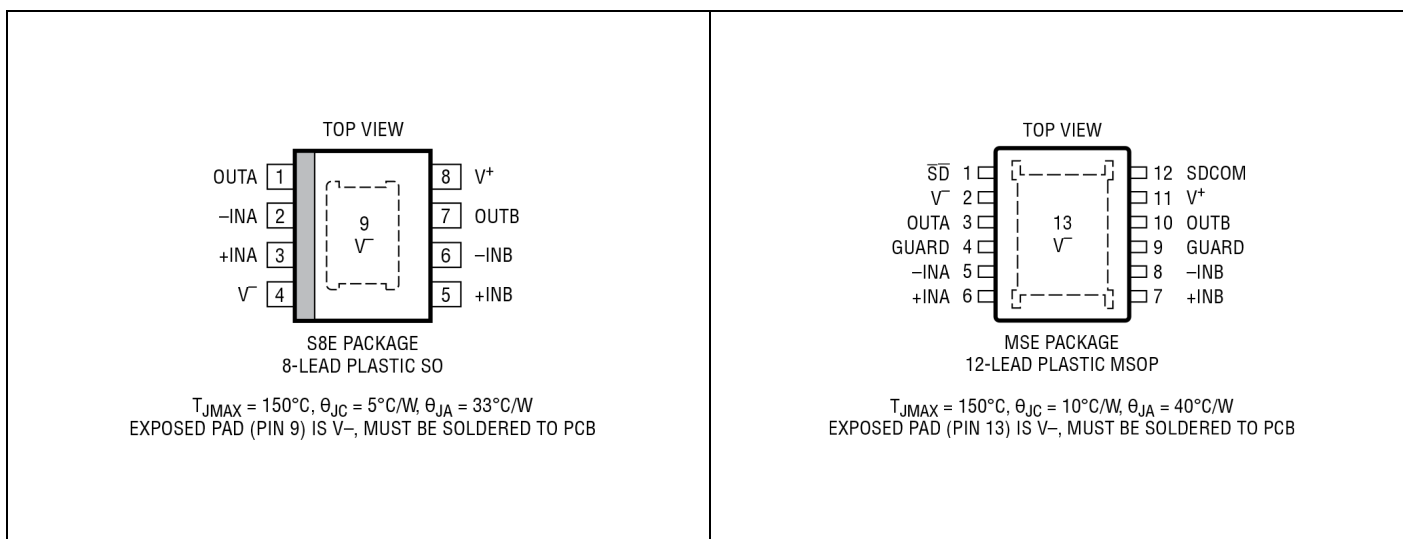 TOP VIEW
OUTA 1
–INA 2
+INA 3
V– 4
8 V+
7 OUTB
6 –INB
5 +INB
9
V–
S8E PACKAGE
8-LEAD PLASTIC SO
TJMAX = 150°C, θJC = 5°C/W, θJA = 33°C/W
EXPOSED PAD (PIN 9) IS V–, MUST BE SOLDERED TO PCB
TOP VIEW
S̅D̅ 1
V– 2
OUTA 3
GUARD 4
–INA 5
+INA 6
12 SDCOM
11 V+
10 OUTB
9 GUARD
8 –INB
7 +INB
13
V–
MSE PACKAGE
12-LEAD PLASTIC MSOP
TJMAX = 150°C, θJC = 10°C/W, θJA = 40°C/W
EXPOSED PAD (PIN 13) IS V–, MUST BE SOLDERED TO PCB